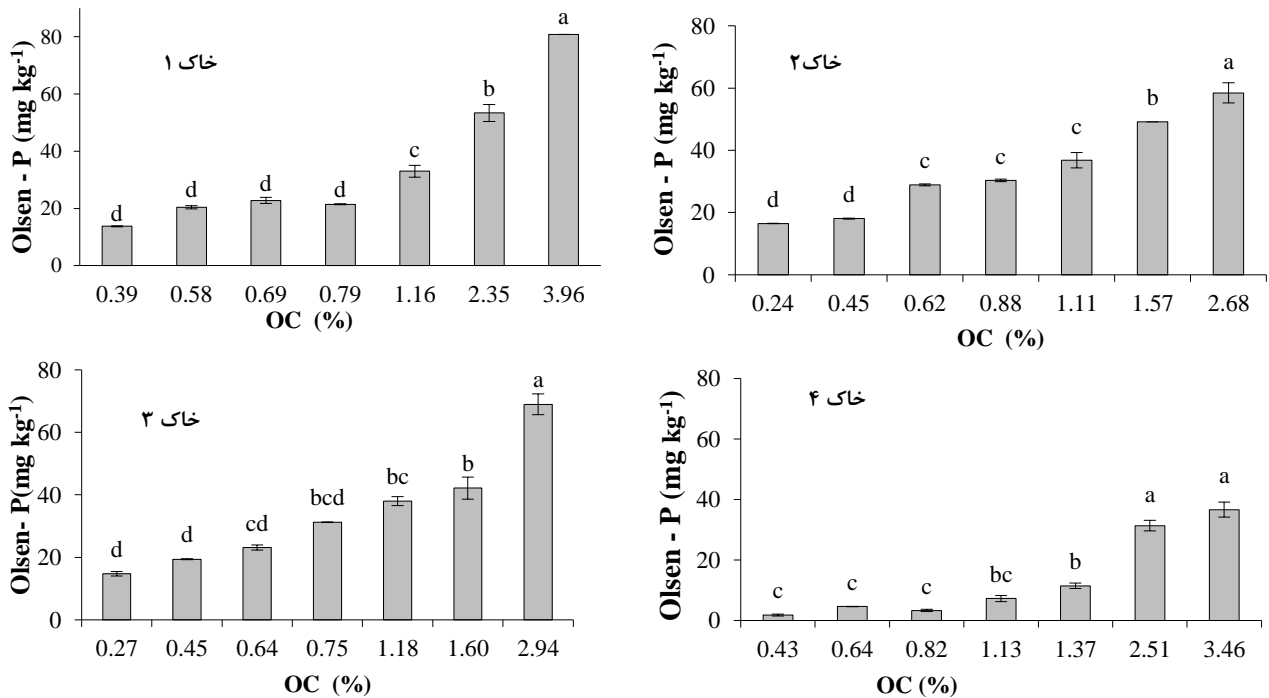 Olsen - P (mg kg-1)
خاک ۱
80
60
40
20
0
d d d d c b a
0.39 0.58 0.69 0.79 1.16 2.35 3.96
OC (%)
Olsen - P (mg kg-1)
خاک۲
80
60
40
20
0
d d c c c b a
0.24 0.45 0.62 0.88 1.11 1.57 2.68
OC (%)
Olsen- P(mg kg-1)
خاک ۳
80
60
40
20
0
d d cd bcd bc b a
0.27 0.45 0.64 0.75 1.18 1.60 2.94
OC (%)
Olsen - P (mg kg-1)
خاک ۴
80
60
40
20
0
c c c bc b a a
0.43 0.64 0.82 1.13 1.37 2.51 3.46
OC (%)